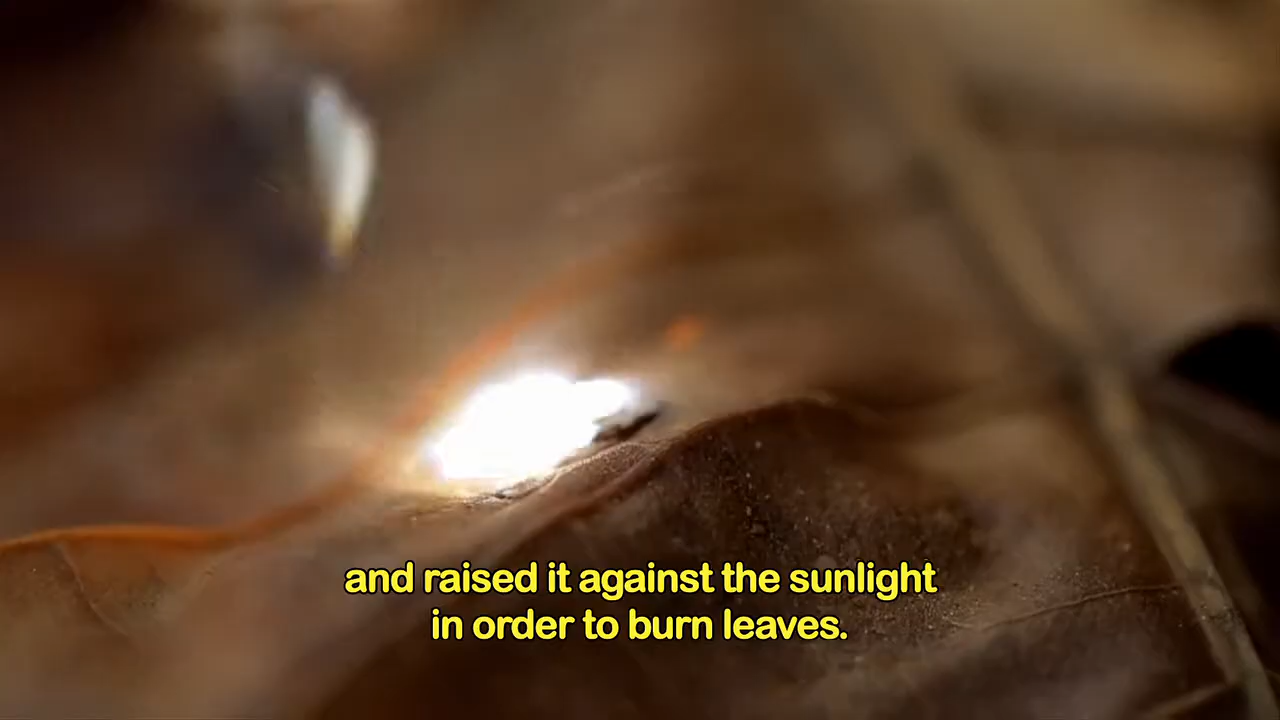 and raised it against the sunlight
in order to burn leaves.